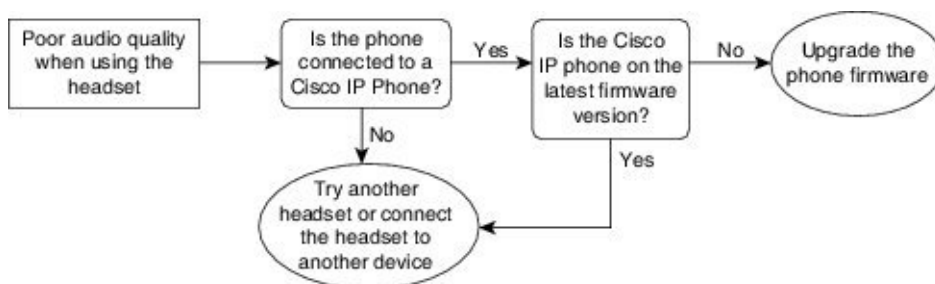 Poor audio quality
when using the
headset
Is the phone
connected to a
Cisco IP Phone?
Yes
Is the Cisco
IP phone on the
latest firmware
version?
No
Upgrade the
phone firmware
No
Yes
Try another
headset or connect
the headset to
another device